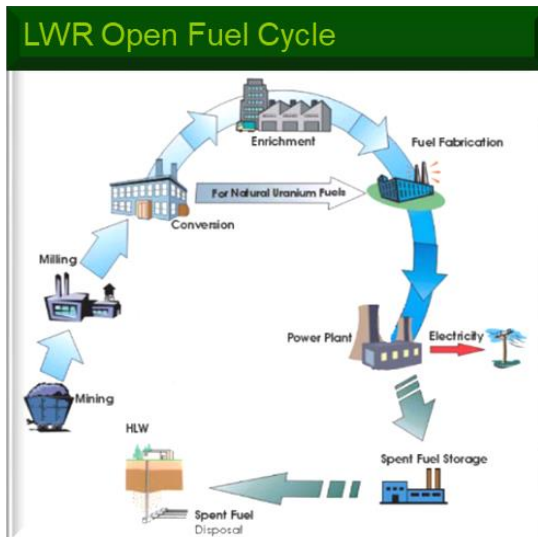 LWR Open Fuel Cycle
Enrichment
Fuel Fabrication
For Natural Uranium Fuels
Conversion
Milling
Power Plant
Electricity
Mining
HLW
Spent Fuel Storage
Spent Fuel
Disposal